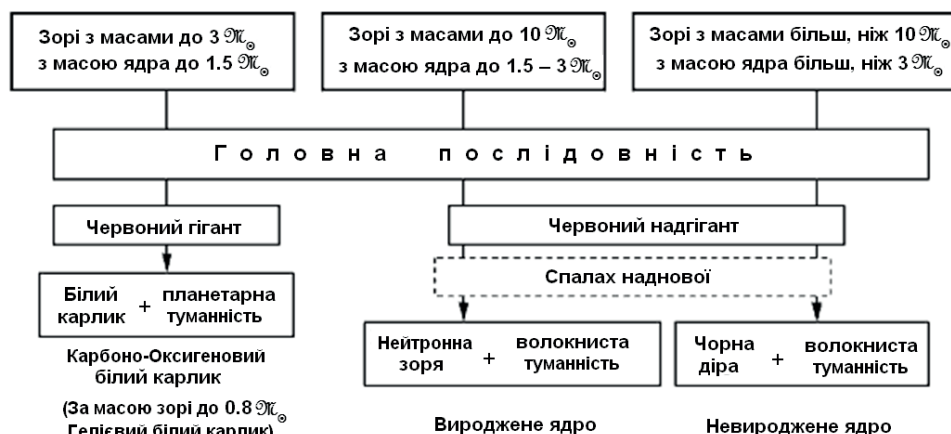 Зорі з масами до 3 𝔐☉
з масою ядра до 1.5 𝔐☉
Зорі з масами до 10 𝔐☉
з масою ядра до 1.5 – 3 𝔐☉
Зорі з масами більш, ніж 10 𝔐☉
з масою ядра більш, ніж 3 𝔐☉
Головна послідовність
Червоний гігант
Червоний надгігант
Спалах наднової
Білий карлик + планетарна туманність
Нейтронна зоря + волокниста туманність
Чорна діра + волокниста туманність
Карбоно-Оксигеновий
білий карлик
(За масою зорі до 0.8 𝔐☉
Гелієвий білий карлик)
Вироджене ядро
Невироджене ядро